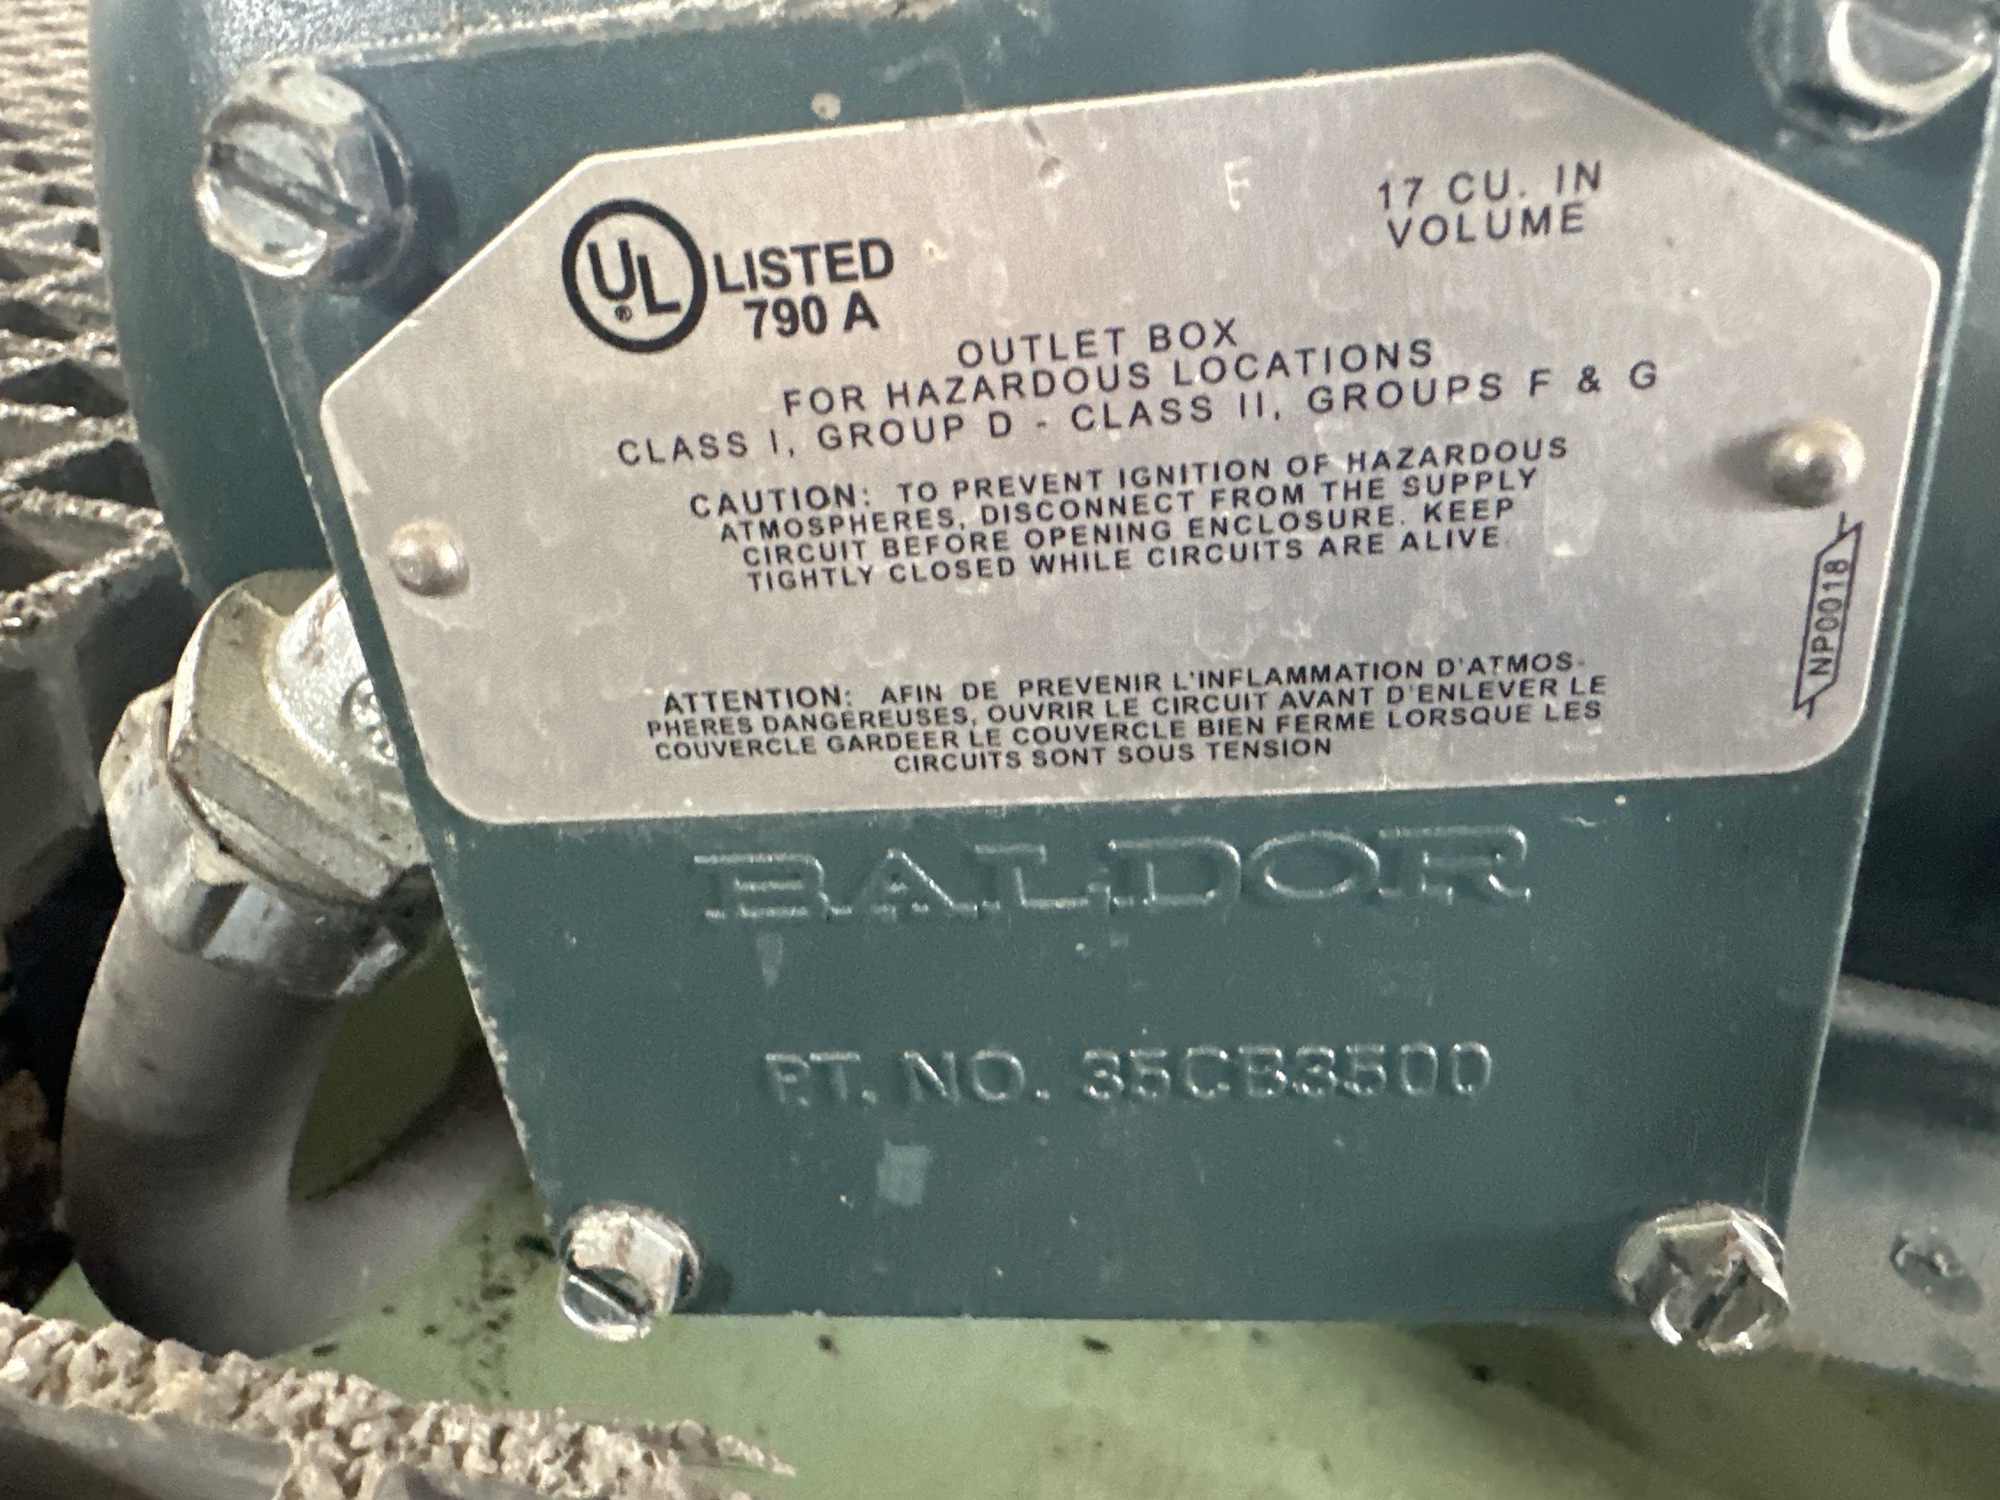 F
17 CU. IN
VOLUME
UL®
LISTED
790 A
OUTLET BOX
FOR HAZARDOUS LOCATIONS
CLASS I, GROUP D - CLASS II, GROUPS F & G
CAUTION: TO PREVENT IGNITION OF HAZARDOUS
ATMOSPHERES, DISCONNECT FROM THE SUPPLY
CIRCUIT BEFORE OPENING ENCLOSURE. KEEP
TIGHTLY CLOSED WHILE CIRCUITS ARE ALIVE.
NP0018
ATTENTION: AFIN DE PREVENIR L'INFLAMMATION D'ATMOS-
PHERES DANGEREUSES, OUVRIR LE CIRCUIT AVANT D'ENLEVER LE
COUVERCLE GARDEER LE COUVERCLE BIEN FERME LORSQUE LES
CIRCUITS SONT SOUS TENSION
BALDOR
PT. NO. 35CB3500